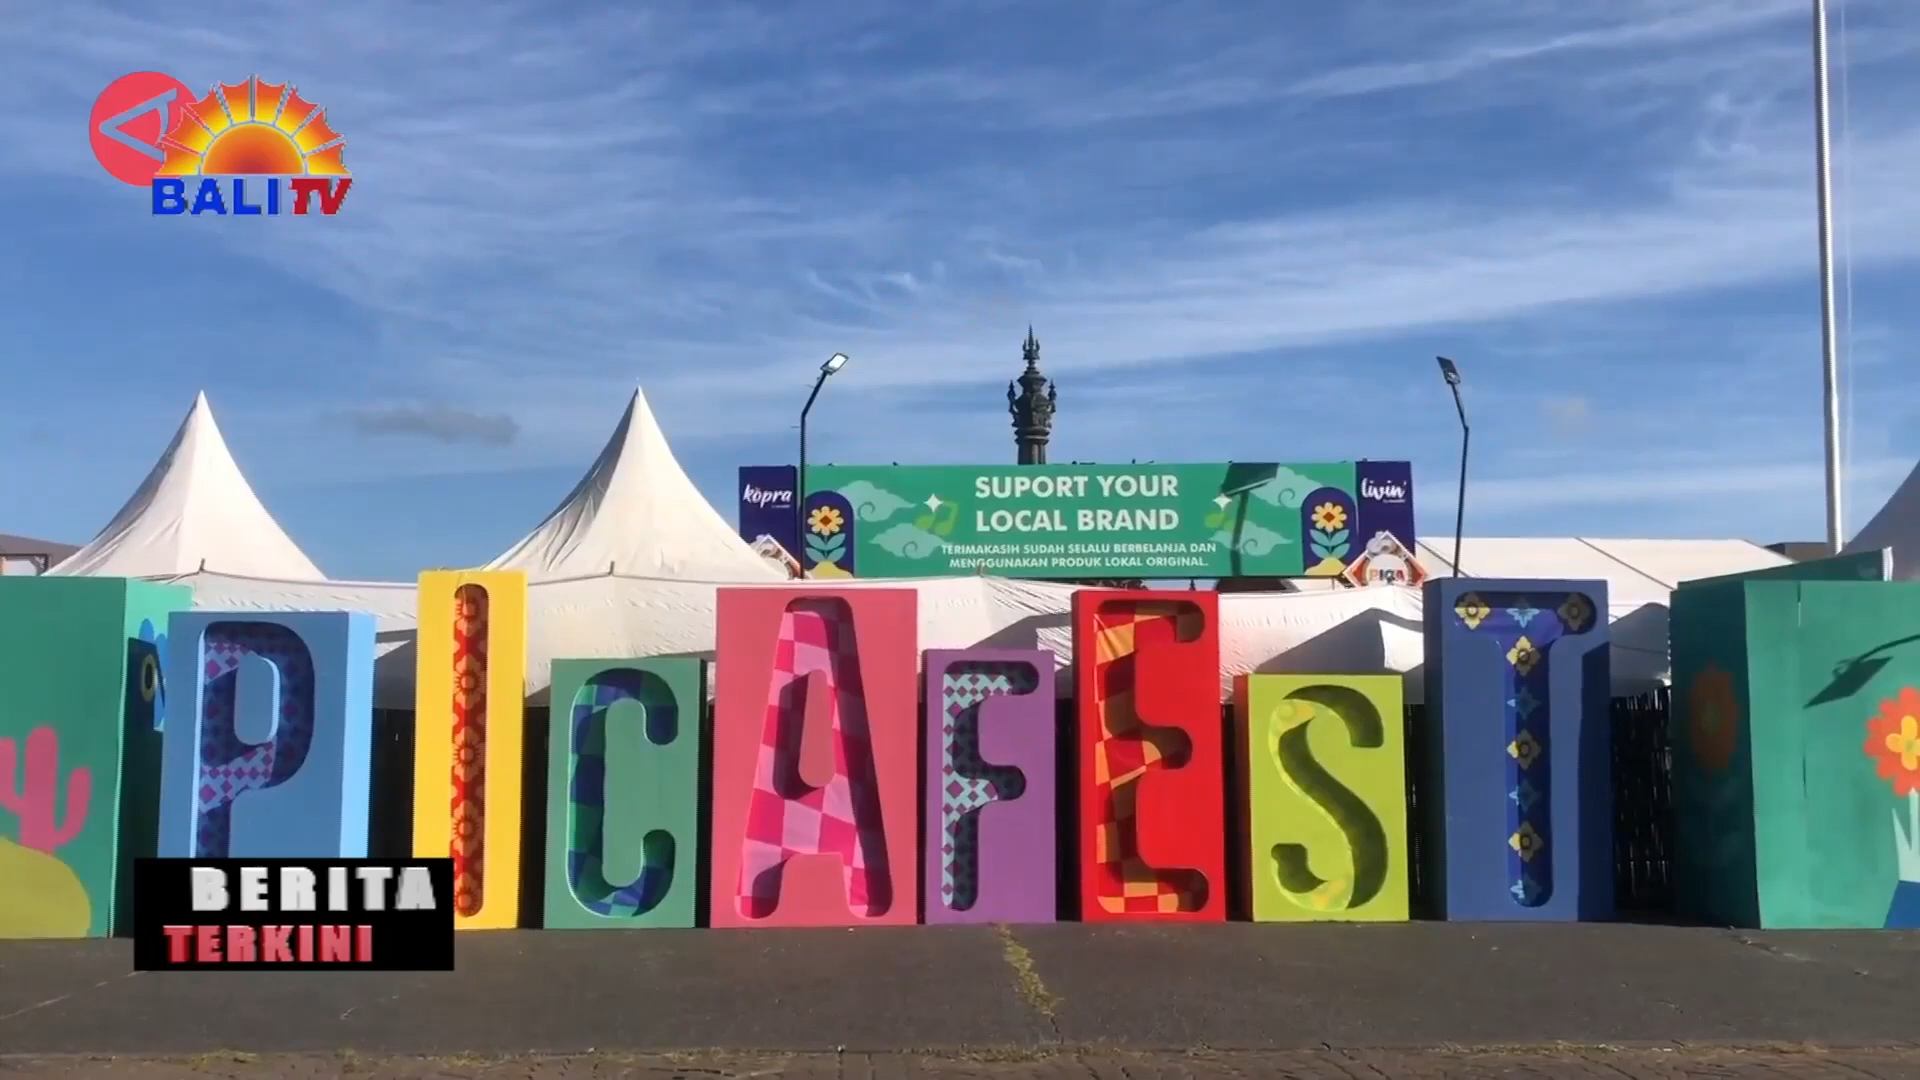 BALI TV
SUPORT YOUR
LOCAL BRAND
TERIMAKASIH SUDAH SELALU BERBELANJA DAN
MENGGUNAKAN PRODUK LOKAL ORIGINAL.
kopra
livin'
PICA
PICAFEST
BERITA
TERKINI